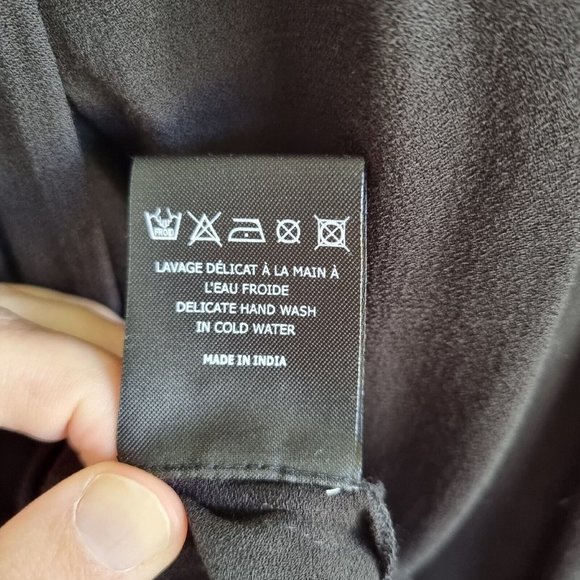 FROID
LAVAGE DÉLICAT À LA MAIN À
L'EAU FROIDE
DELICATE HAND WASH
IN COLD WATER
MADE IN INDIA